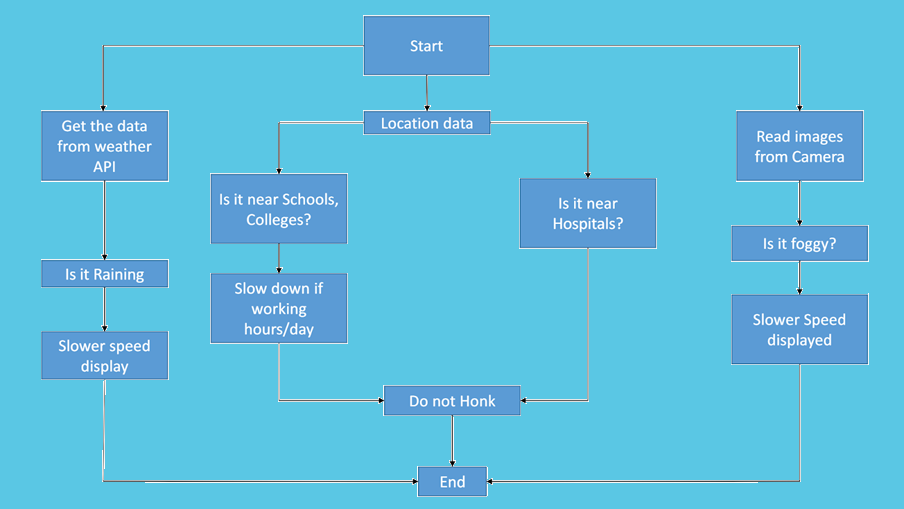 Start
Get the data
from weather
API
Location data
Read images
from Camera
Is it near Schools,
Colleges?
Is it near
Hospitals?
Is it foggy?
Is it Raining
Slow down if
working
hours/day
Slower Speed
displayed
Slower speed
display
Do not Honk
End